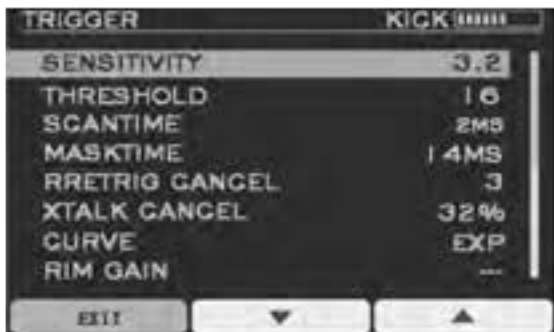 TRIGGER KICK
SENSITIVITY 3.2
THRESHOLD 16
SCANTIME 2MS
MASKTIME 14MS
RRETRIG CANCEL 3
XTALK CANCEL 32%
CURVE EXP
RIM GAIN ---
EXIT